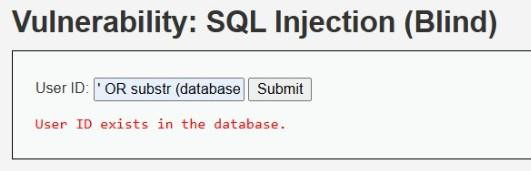 Vulnerability: SQL Injection (Blind)
User ID: ' OR substr (database Submit
User ID exists in the database.